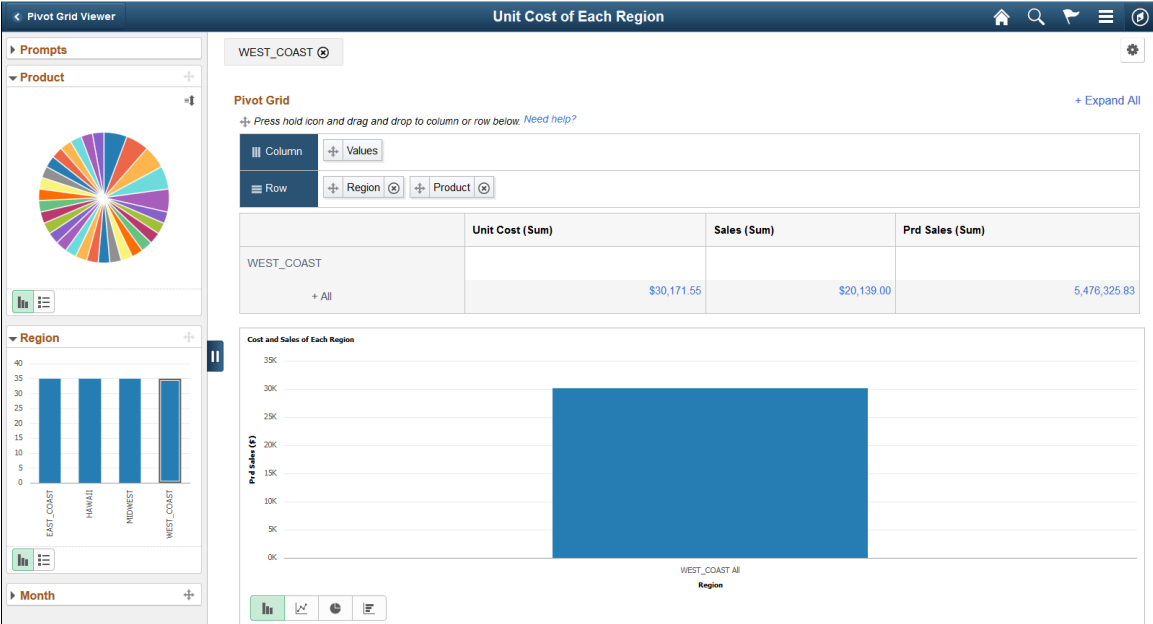 Pivot Grid Viewer
Unit Cost of Each Region
Prompts
Product
Region
40
35
30
25
20
15
10
5
0
EAST_COAST
HAWAII
MIDWEST
WEST_COAST
Month
WEST_COAST
Pivot Grid
+ Expand All
Press hold icon and drag and drop to column or row below. Need help?
Column Values
Row Region Product
Unit Cost (Sum) Sales (Sum) Prd Sales (Sum)
WEST_COAST
+ All $30,171.55 $20,139.00 5,476,325.83
Cost and Sales of Each Region
35K
30K
25K
20K
15K
10K
5K
0K
Prd Sales ($)
WEST_COAST All
Region